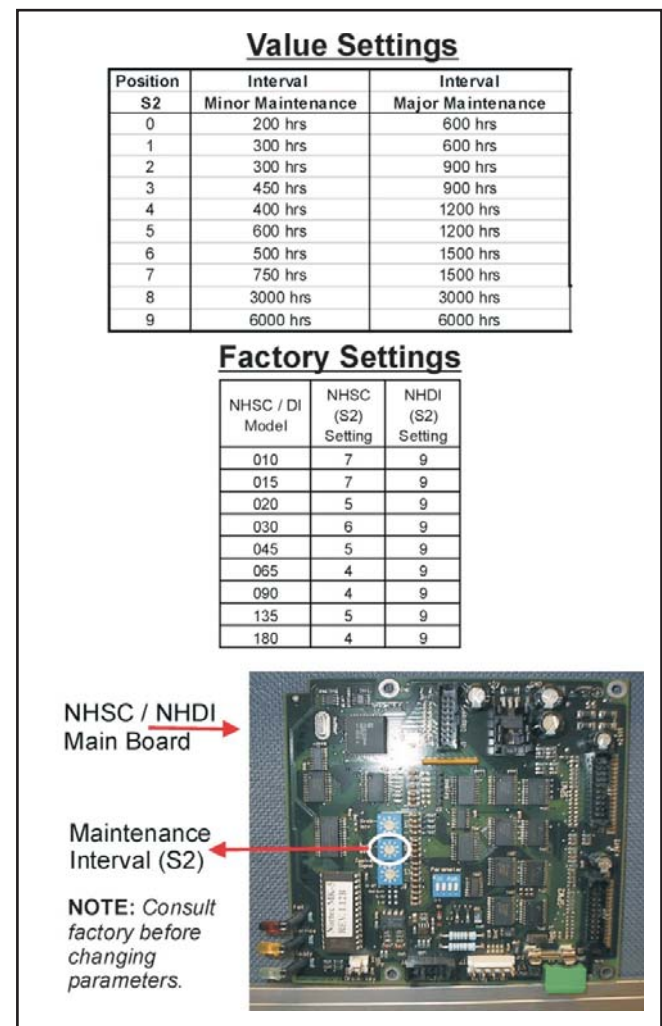 Value Settings
Position Interval Interval
S2 Minor Maintenance Major Maintenance
0 200 hrs 600 hrs
1 300 hrs 600 hrs
2 300 hrs 900 hrs
3 450 hrs 900 hrs
4 400 hrs 1200 hrs
5 600 hrs 1200 hrs
6 500 hrs 1500 hrs
7 750 hrs 1500 hrs
8 3000 hrs 3000 hrs
9 6000 hrs 6000 hrs
Factory Settings
NHSC / DI Model
NHSC (S2) Setting
NHDI (S2) Setting
010 7 9
015 7 9
020 5 9
030 6 9
045 5 9
065 4 9
090 4 9
135 5 9
180 4 9
NHSC / NHDI
Main Board
Maintenance
Interval (S2)
NOTE: Consult
factory before
changing
parameters.
Parameter